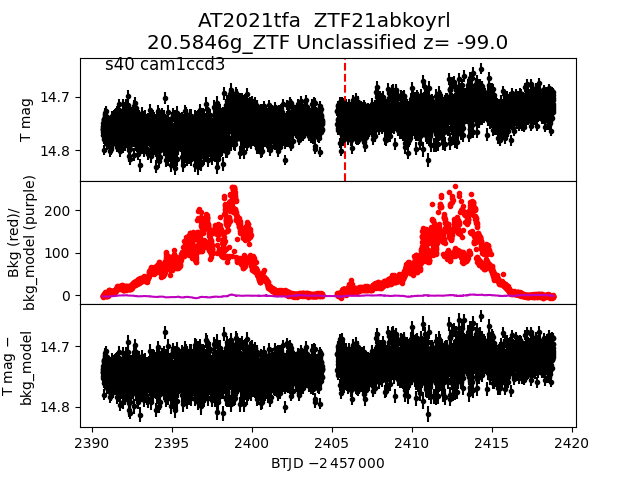 AT2021tfa  ZTF21abkoyrl
20.5846g_ZTF Unclassified z= -99.0
s40 cam1ccd3
T mag
14.7
14.8
Bkg (red)/
bkg_model (purple)
200
100
0
T mag −
bkg_model
14.7
14.8
2390 2395 2400 2405 2410 2415 2420
BTJD −2 457 000